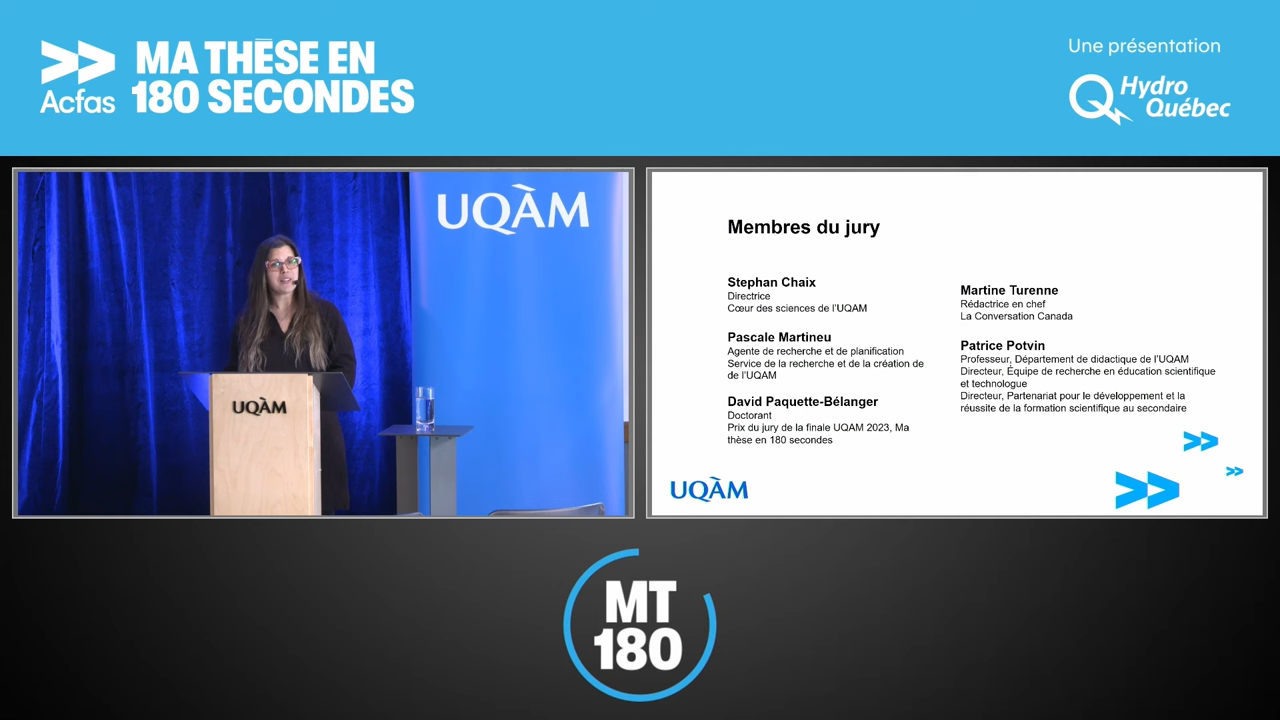 Acfas
MA THÈSE EN
180 SECONDES
Une présentation
Hydro
Québec
UQÀM
UQÀM
Membres du jury
Stephan Chaix
Directrice
Cœur des sciences de l'UQAM
Pascale Martineu
Agente de recherche et de planification
Service de la recherche et de la création de
de l'UQAM
David Paquette-Bélanger
Doctorant
Prix du jury de la finale UQAM 2023, Ma
thèse en 180 secondes
Martine Turenne
Rédactrice en chef
La Conversation Canada
Patrice Potvin
Professeur, Département de didactique de l'UQAM
Directeur, Équipe de recherche en éducation scientifique
et technologue
Directeur, Partenariat pour le développement et la
réussite de la formation scientifique au secondaire
UQÀM
MT
180